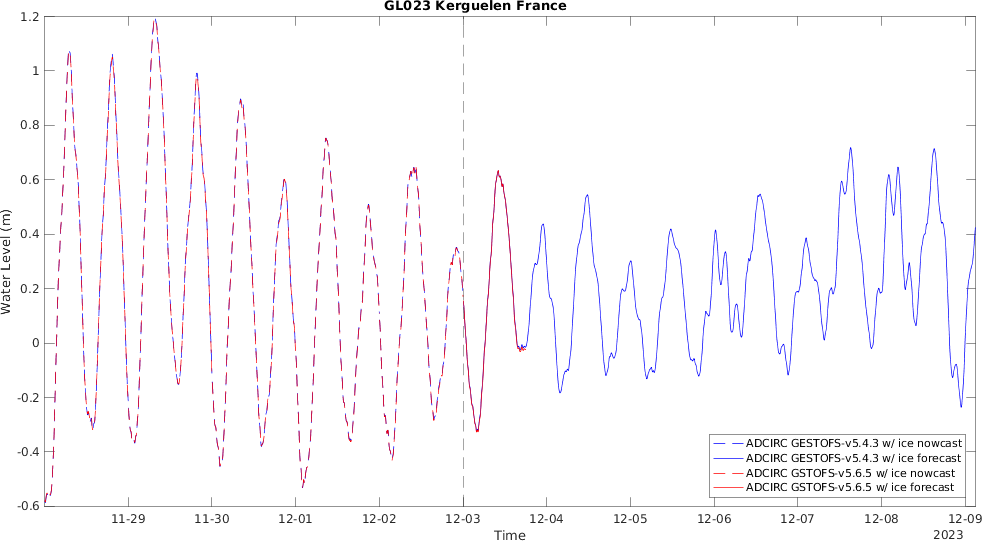 GL023 Kerguelen France
Water Level (m)
1.2
1
0.8
0.6
0.4
0.2
0
-0.2
-0.4
-0.6
11-29 11-30 12-01 12-02 12-03 12-04 12-05 12-06 12-07 12-08 12-09
Time
2023
ADCIRC GESTOFS-v5.4.3 w/ ice nowcast
ADCIRC GESTOFS-v5.4.3 w/ ice forecast
ADCIRC GSTOFS-v5.6.5 w/ ice nowcast
ADCIRC GSTOFS-v5.6.5 w/ ice forecast